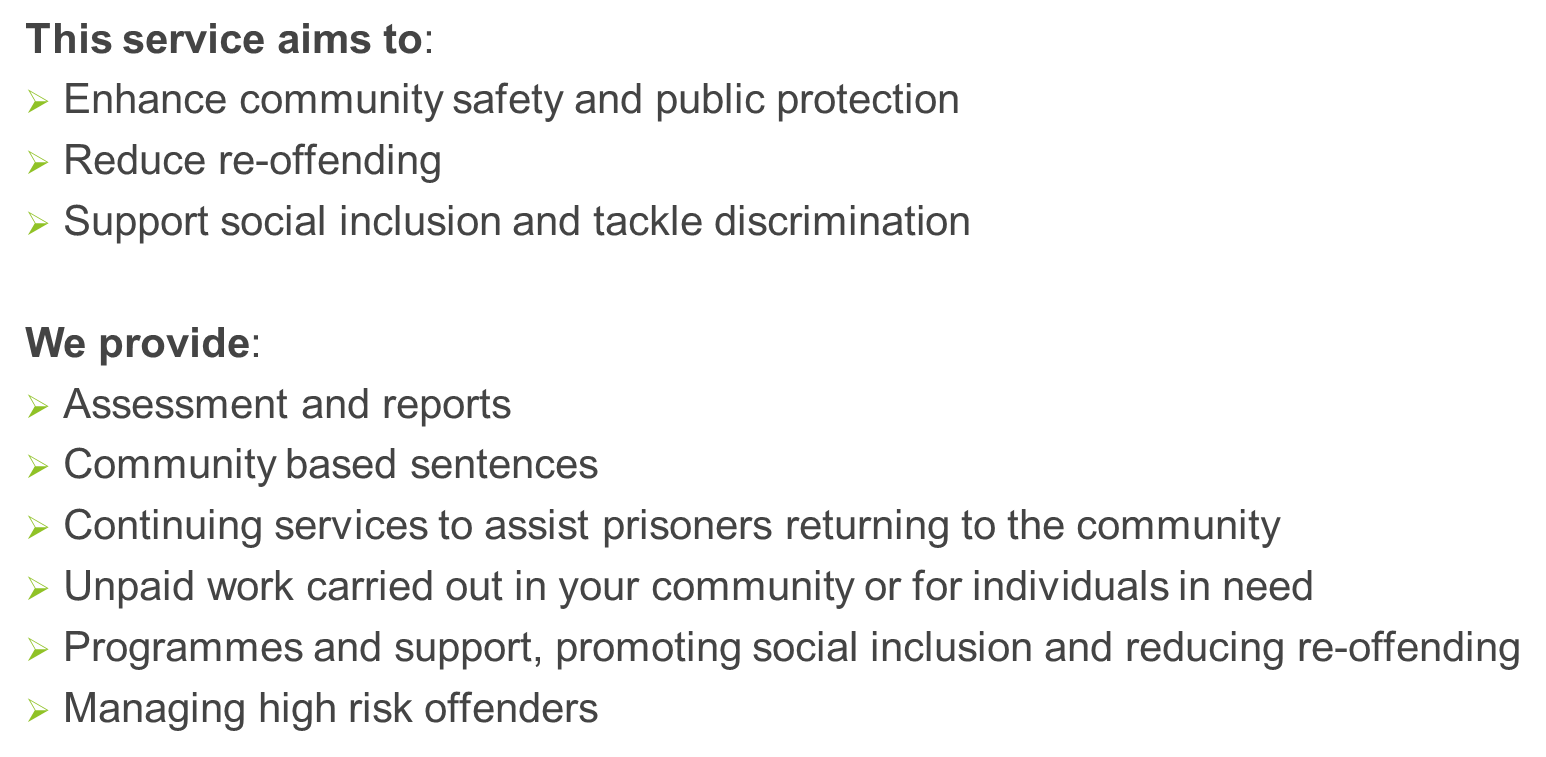 This service aims to:
➢ Enhance community safety and public protection
➢ Reduce re-offending
➢ Support social inclusion and tackle discrimination
We provide:
➢ Assessment and reports
➢ Community based sentences
➢ Continuing services to assist prisoners returning to the community
➢ Unpaid work carried out in your community or for individuals in need
➢ Programmes and support, promoting social inclusion and reducing re-offending
➢ Managing high risk offenders